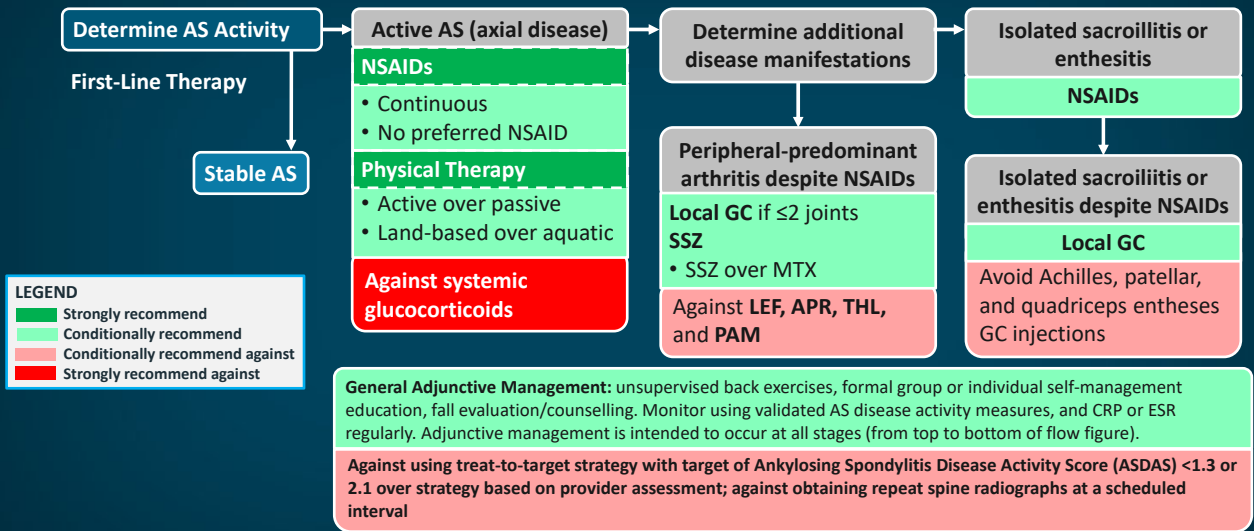 Determine AS Activity
First-Line Therapy
Stable AS
Active AS (axial disease)
NSAIDs
• Continuous
• No preferred NSAID
Physical Therapy
• Active over passive
• Land-based over aquatic
Against systemic
glucocorticoids
Determine additional
disease manifestations
Peripheral-predominant
arthritis despite NSAIDs
Local GC if ≤2 joints
SSZ
• SSZ over MTX
Against LEF, APR, THL,
and PAM
Isolated sacroillitis or
enthesitis
NSAIDs
Isolated sacroiliitis or
enthesitis despite NSAIDs
Local GC
Avoid Achilles, patellar,
and quadriceps entheses
GC injections
LEGEND
Strongly recommend
Conditionally recommend
Conditionally recommend against
Strongly recommend against
General Adjunctive Management: unsupervised back exercises, formal group or individual self-management
education, fall evaluation/counselling. Monitor using validated AS disease activity measures, and CRP or ESR
regularly. Adjunctive management is intended to occur at all stages (from top to bottom of flow figure).
Against using treat-to-target strategy with target of Ankylosing Spondylitis Disease Activity Score (ASDAS) <1.3 or
2.1 over strategy based on provider assessment; against obtaining repeat spine radiographs at a scheduled
interval